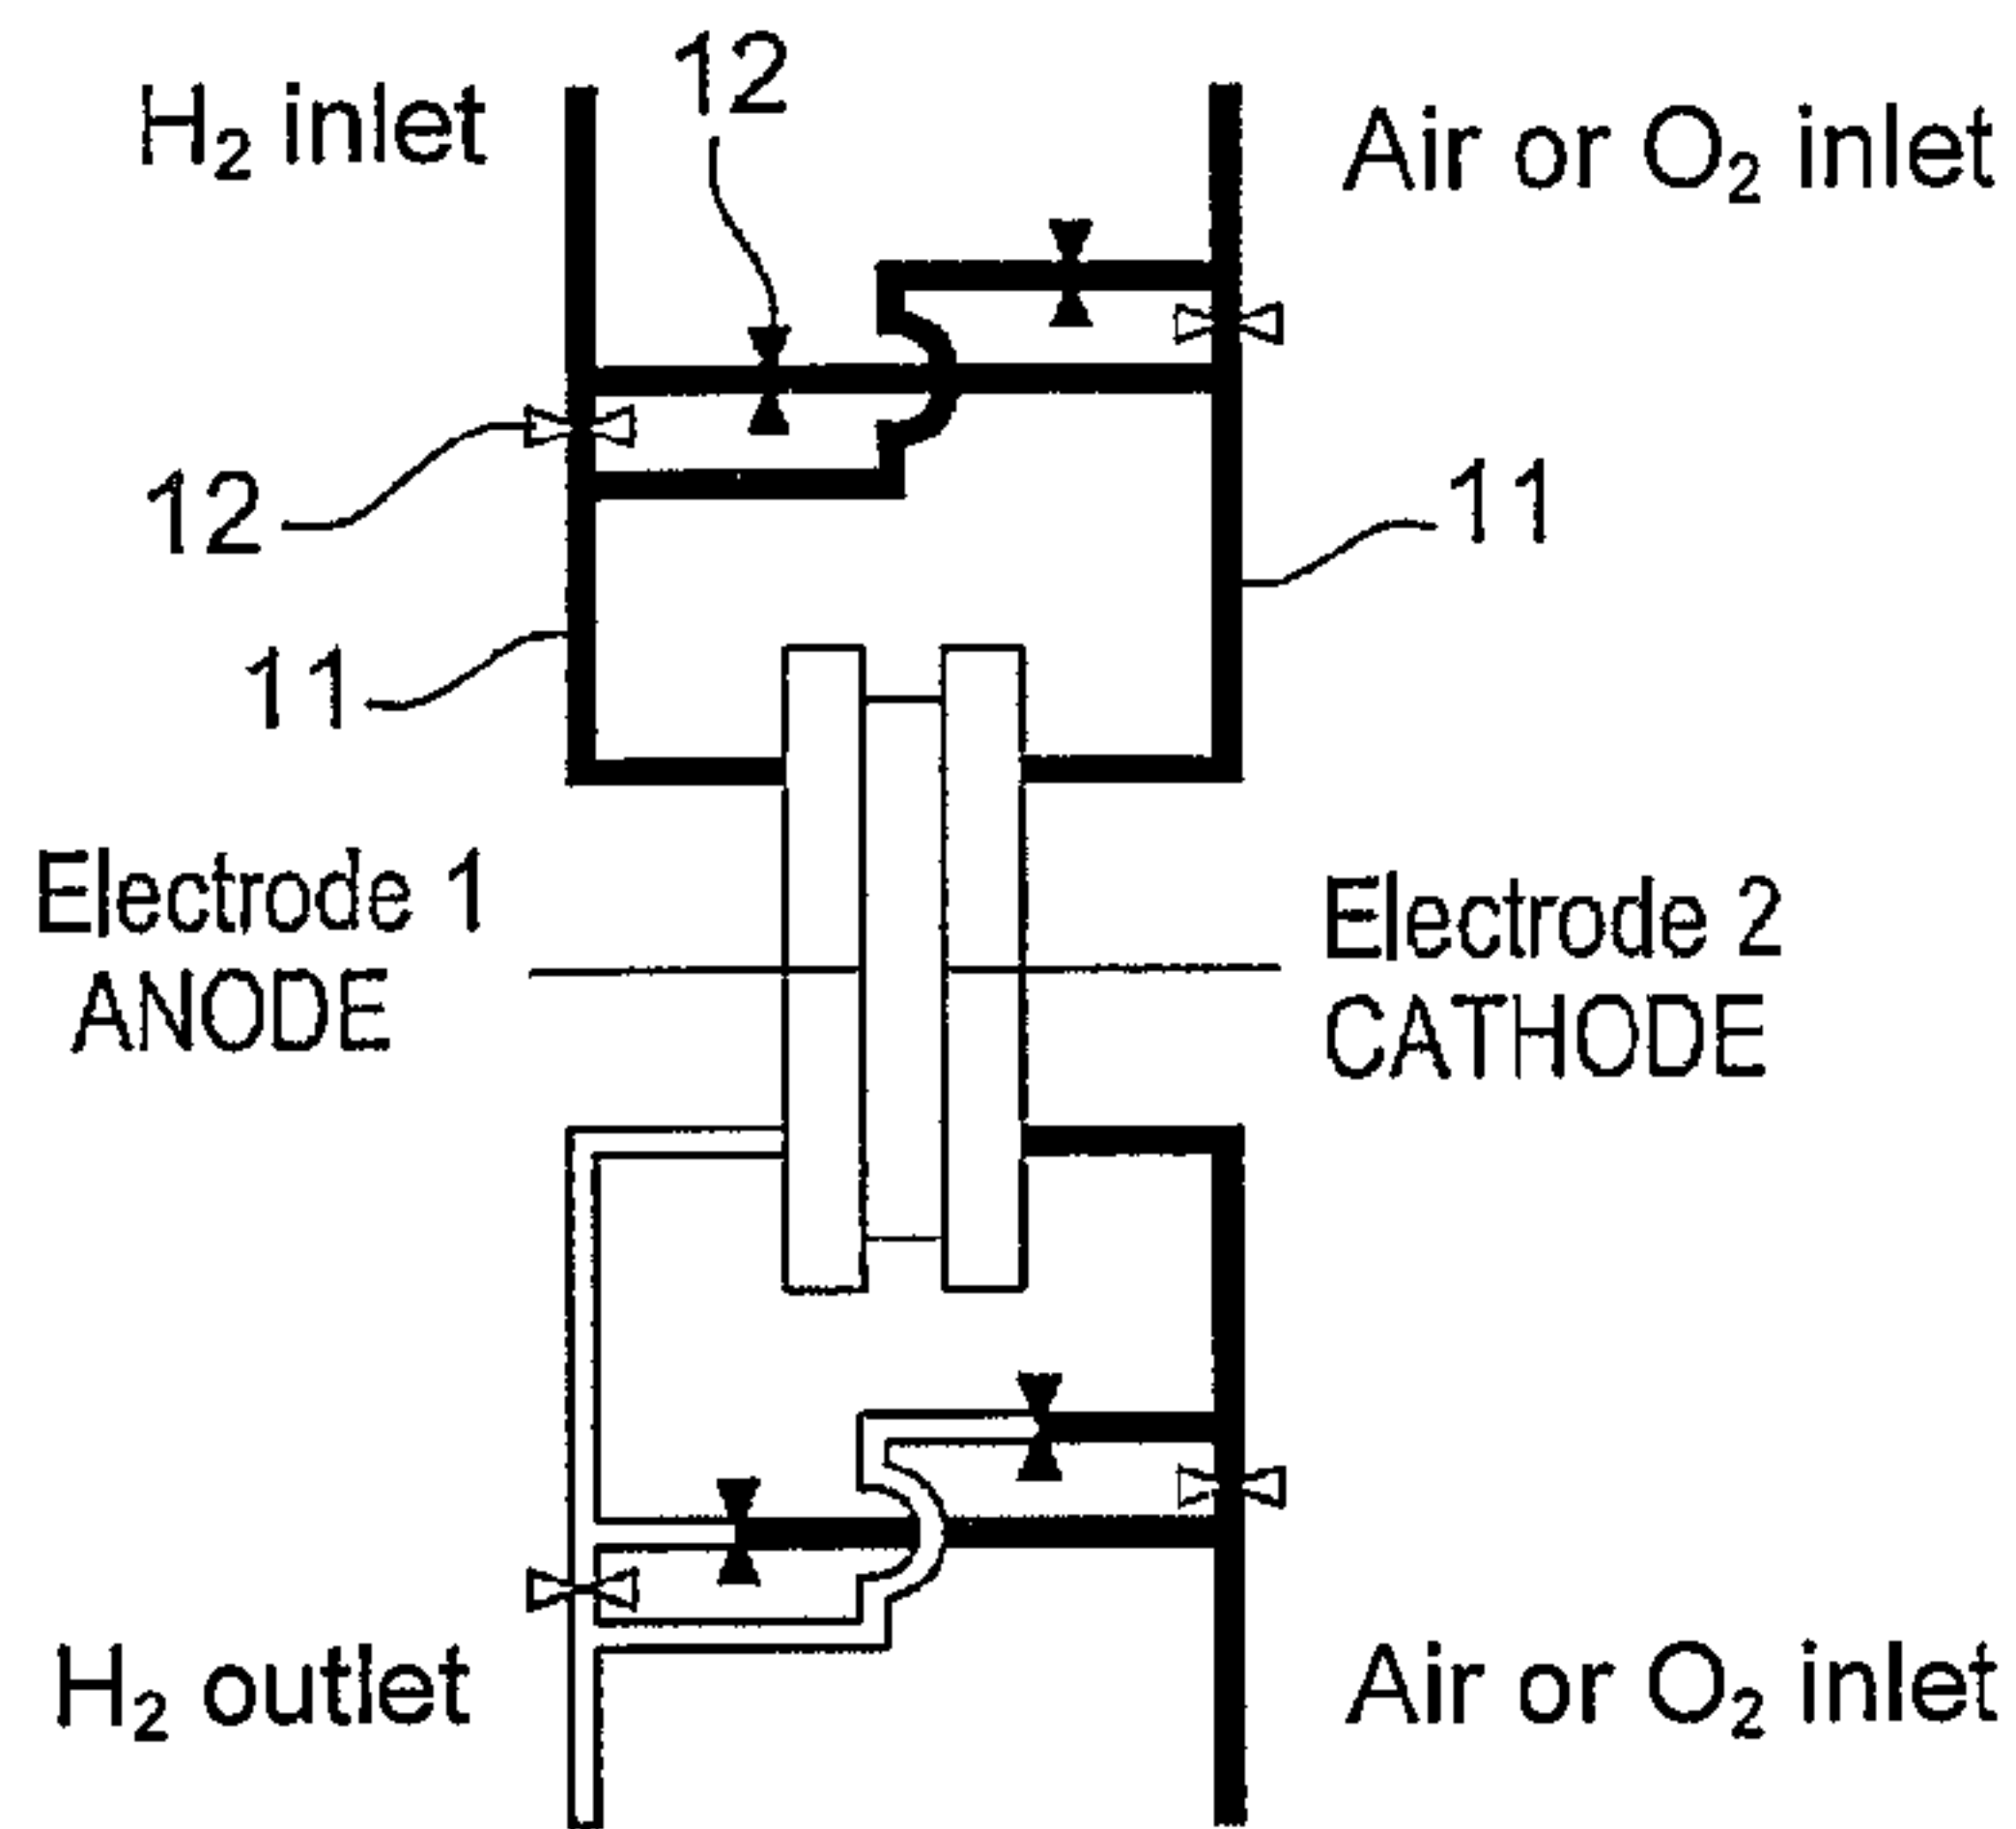 12
H₂ inlet
Air or O₂ inlet
12
11
11
Electrode 1
ANODE
Electrode 2
CATHODE
H₂ outlet
Air or O₂ inlet